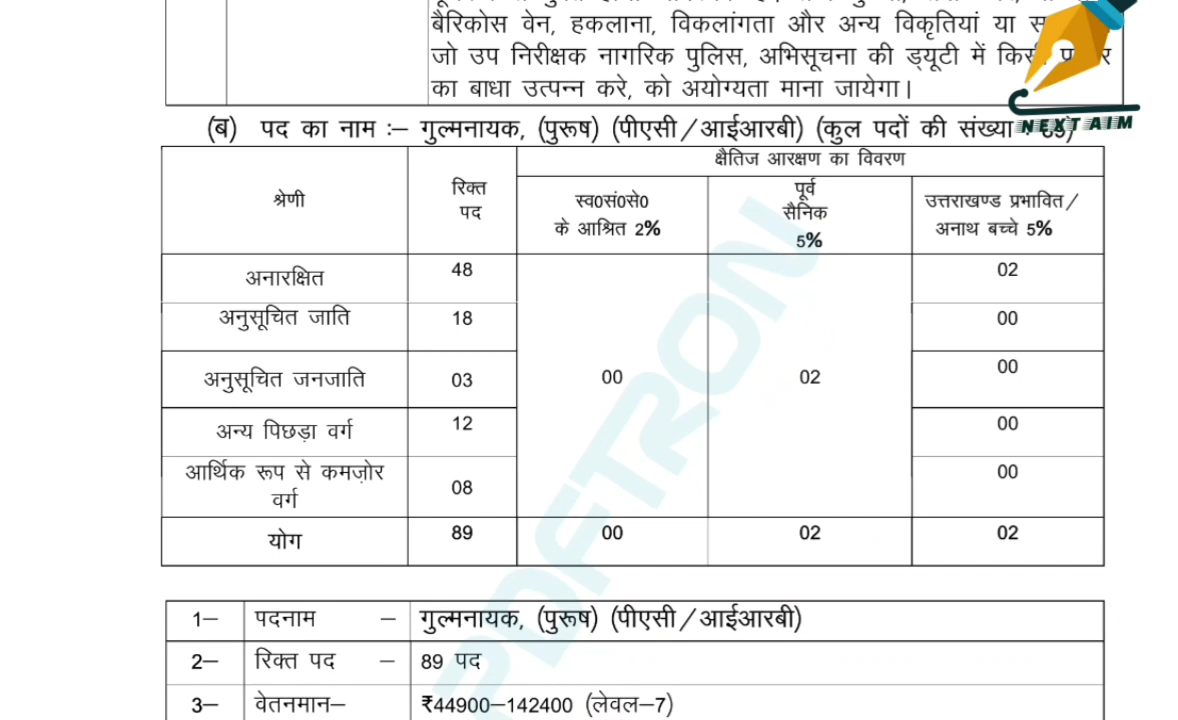 बैरिकोस वेन, हकलाना, विकलांगता और अन्य विकृतियां या
जो उप निरीक्षक नागरिक पुलिस, अभिसूचना की ड्यूटी में
का बाधा उत्पन्न करे, को अयोग्यता माना जायेगा।
(ब) पद का नाम :– गुल्मनायक, (पुरूष) (पीएसी/आईआरबी) (कुल पदों की संख्या
NEXT AIM
श्रेणी
रिक्त
पद
क्षैतिज आरक्षण का विवरण
स्व0सं0से0
के आश्रित 2%
पूर्व
सैनिक
5%
उत्तराखण्ड प्रभावित/
अनाथ बच्चे 5%
अनारक्षित 48 02
अनुसूचित जाति 18 00
अनुसूचित जनजाति 03 00 02 00
अन्य पिछड़ा वर्ग 12 00
आर्थिक रूप से कमज़ोर
वर्ग 08 00
योग 89 00 02 02
PDFTRON
1– पदनाम – गुल्मनायक, (पुरूष) (पीएसी/आईआरबी)
2– रिक्त पद – 89 पद
3– वेतनमान– ₹44900–142400 (लेवल–7)